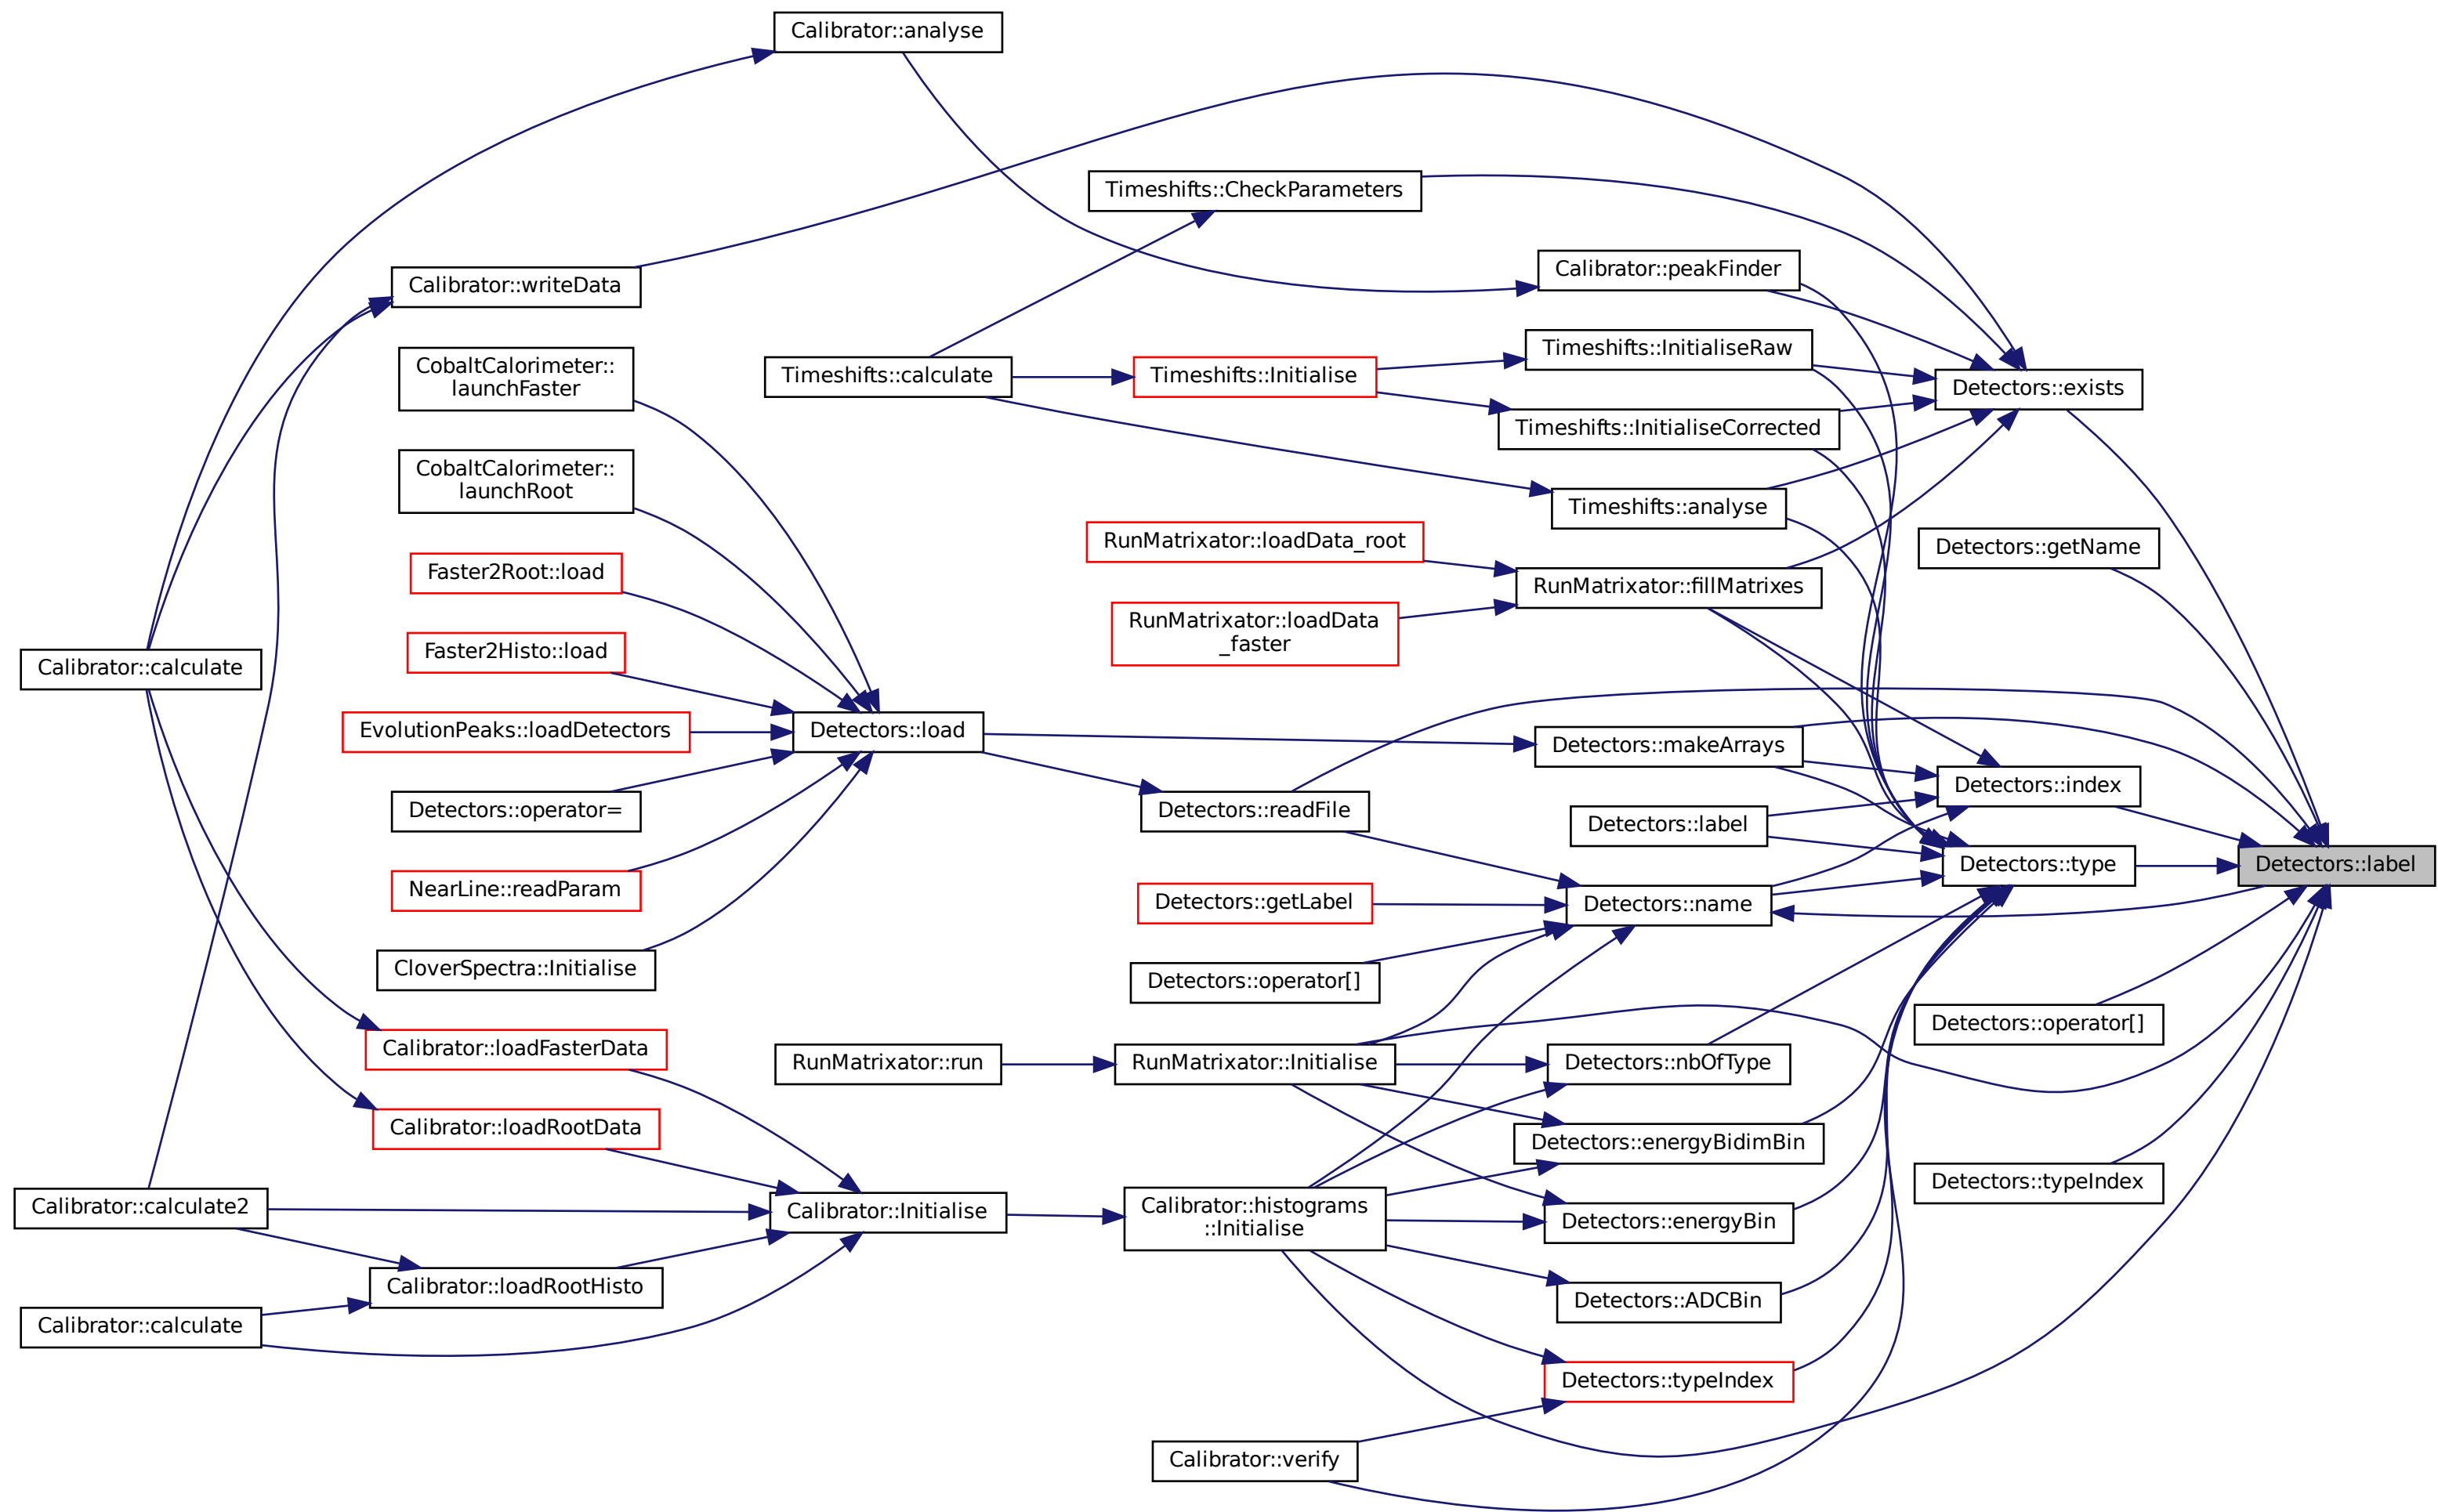 Calibrator::analyse
Timeshifts::CheckParameters
Calibrator::peakFinder
Calibrator::writeData
Timeshifts::InitialiseRaw
CobaltCalorimeter::
launchFaster
Timeshifts::calculate
Timeshifts::Initialise
Detectors::exists
Timeshifts::InitialiseCorrected
CobaltCalorimeter::
launchRoot
Timeshifts::analyse
RunMatrixator::loadData_root
Detectors::getName
Faster2Root::load
RunMatrixator::fillMatrixes
RunMatrixator::loadData
_faster
Faster2Histo::load
Calibrator::calculate
EvolutionPeaks::loadDetectors
Detectors::load
Detectors::makeArrays
Detectors::index
Detectors::operator=
Detectors::readFile
Detectors::label
Detectors::type
Detectors::label
NearLine::readParam
Detectors::getLabel
Detectors::name
CloverSpectra::Initialise
Detectors::operator[]
Detectors::operator[]
Calibrator::loadFasterData
RunMatrixator::run
RunMatrixator::Initialise
Detectors::nbOfType
Calibrator::loadRootData
Detectors::energyBidimBin
Detectors::typeIndex
Calibrator::calculate2
Calibrator::Initialise
Calibrator::histograms
::Initialise
Detectors::energyBin
Calibrator::loadRootHisto
Detectors::ADCBin
Calibrator::calculate
Detectors::typeIndex
Calibrator::verify